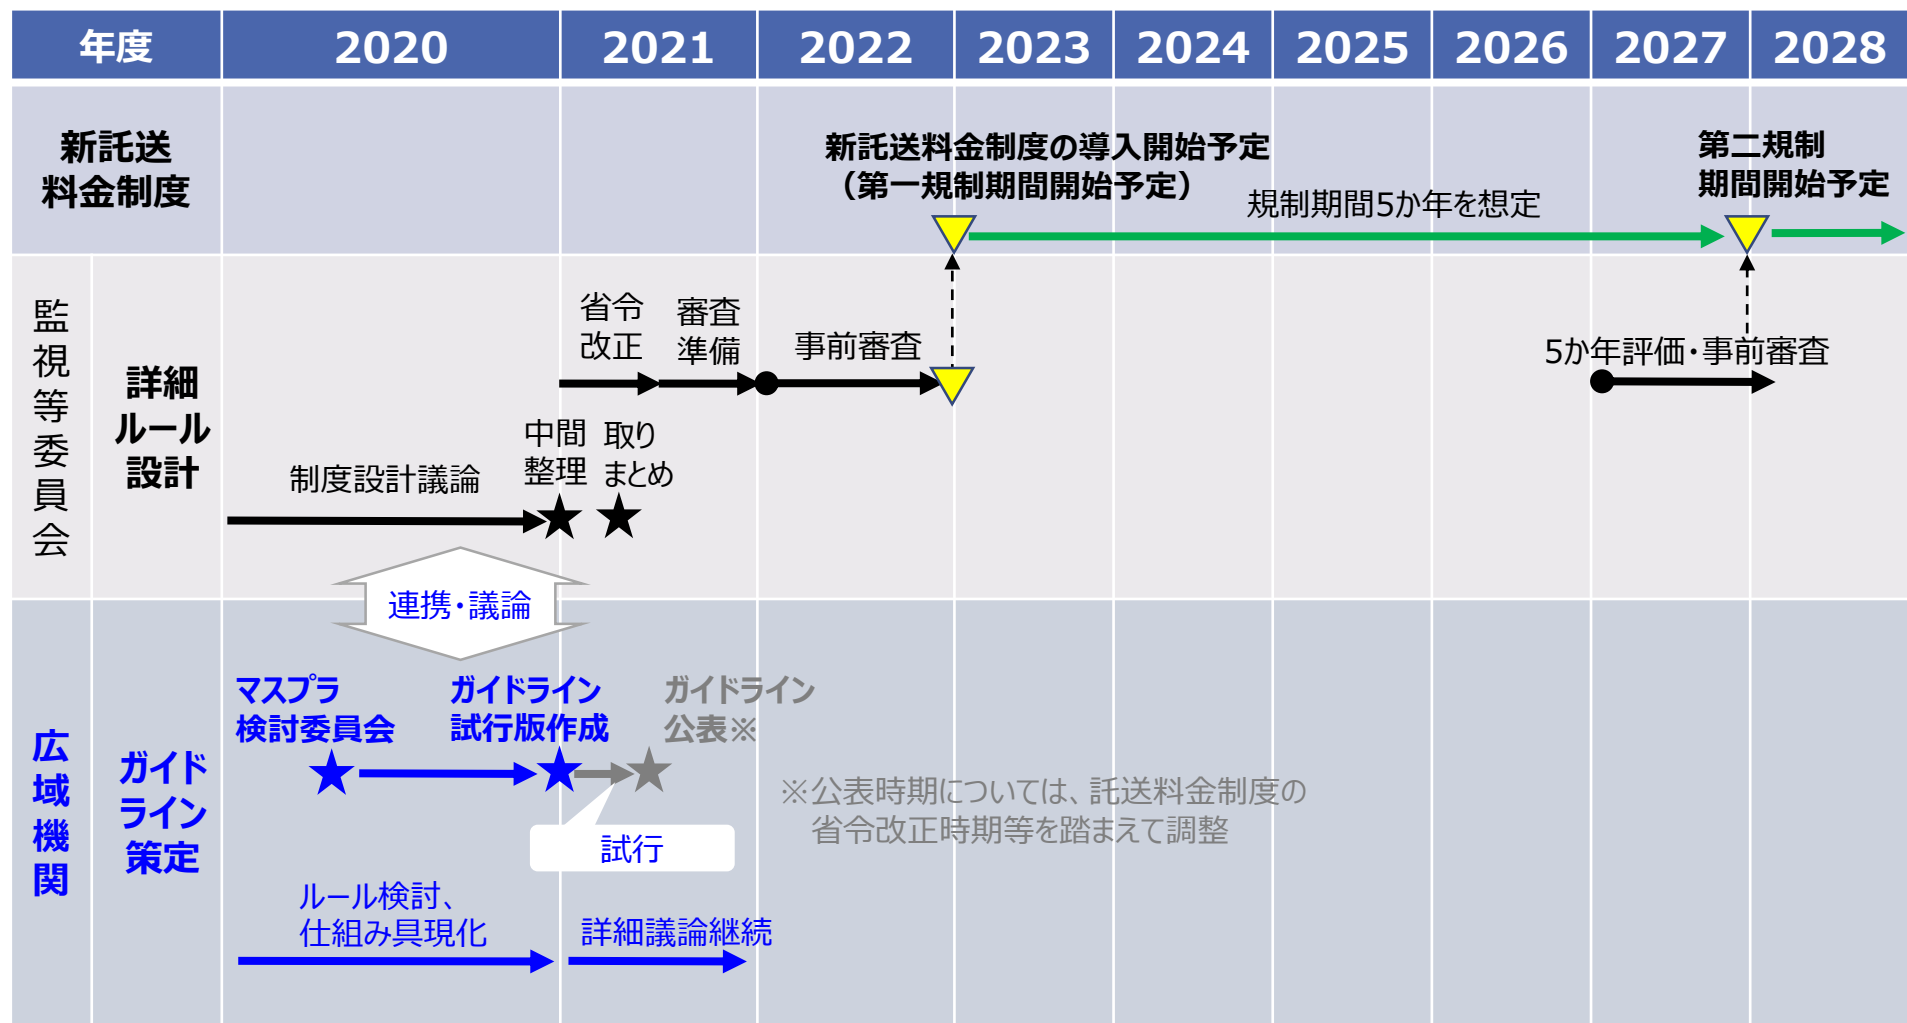 年度
2020
2021
2022
2023
2024
2025
2026
2027
2028
新託送
料金制度
新託送料金制度の導入開始予定
（第一規制期間開始予定）
規制期間5か年を想定
第二規制
期間開始予定
監視等委員会
詳細
ルール
設計
省令
改正
審査
準備
事前審査
5か年評価・事前審査
制度設計議論
中間
整理
取り
まとめ
連携・議論
広域機関
ガイド
ライン
策定
マスプラ
検討委員会
ガイドライン
試行版作成
ガイドライン
公表※
試行
※公表時期については、託送料金制度の
省令改正時期等を踏まえて調整
ルール検討、
仕組み具現化
詳細議論継続